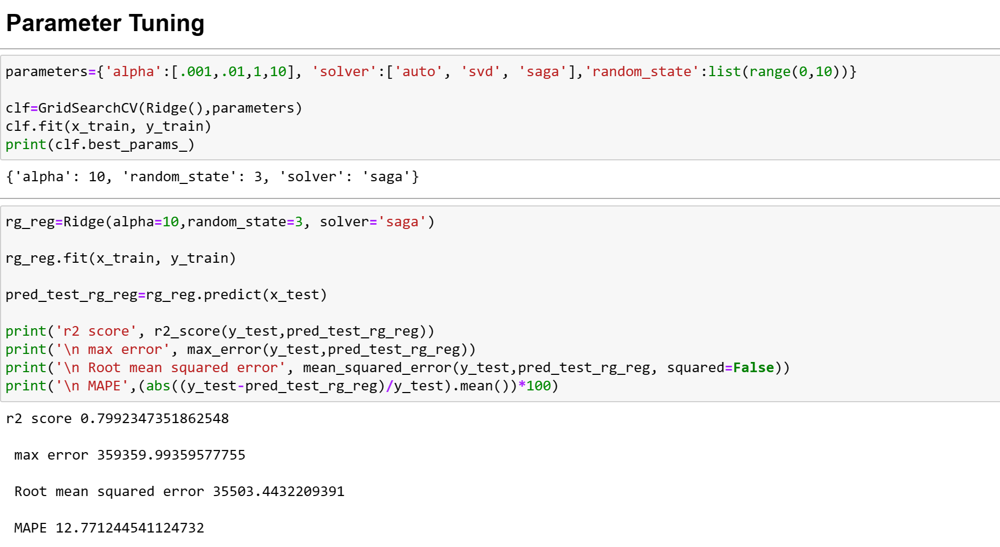 Parameter Tuning
parameters={'alpha':[.001,.01,1,10], 'solver':['auto', 'svd', 'saga'],'random_state':list(range(0,10))}
clf=GridSearchCV(Ridge(),parameters)
clf.fit(x_train, y_train)
print(clf.best_params_)
{'alpha': 10, 'random_state': 3, 'solver': 'saga'}
rg_reg=Ridge(alpha=10,random_state=3, solver='saga')
rg_reg.fit(x_train, y_train)
pred_test_rg_reg=rg_reg.predict(x_test)
print('r2 score', r2_score(y_test,pred_test_rg_reg))
print('\n max error', max_error(y_test,pred_test_rg_reg))
print('\n Root mean squared error', mean_squared_error(y_test,pred_test_rg_reg, squared=False))
print('\n MAPE',(abs((y_test-pred_test_rg_reg)/y_test).mean())*100)
r2 score 0.7992347351862548
max error 359359.99359577755
Root mean squared error 35503.4432209391
MAPE 12.771244541124732